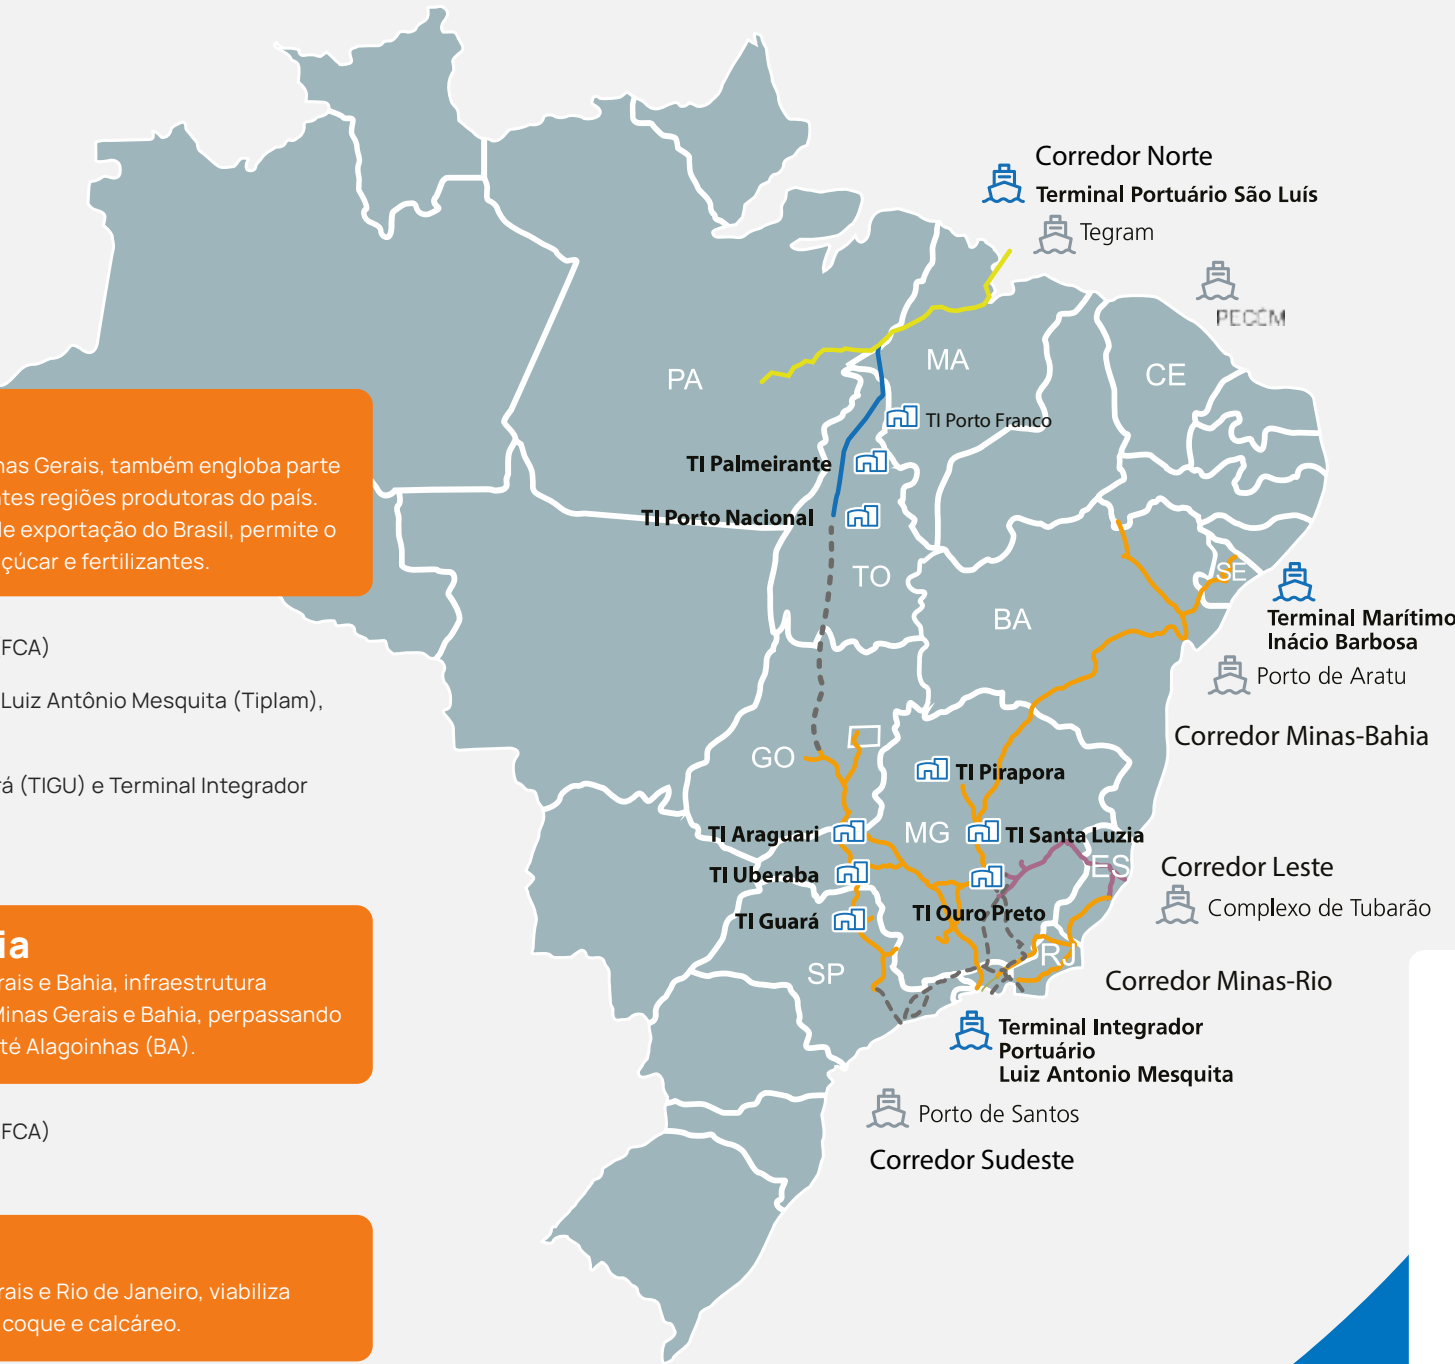 nas Gerais, também engloba parte
ntes regiões produtoras do país.
de exportação do Brasil, permite o
çúcar e fertilizantes.
FCA)
Luiz Antônio Mesquita (Tiplam),
rá (TIGU) e Terminal Integrador
ia
rais e Bahia, infraestrutura
Minas Gerais e Bahia, perpassando
té Alagoinhas (BA).
FCA)
rais e Rio de Janeiro, viabiliza
coque e calcáreo.
Corredor Norte
Terminal Portuário São Luís
Tegram
PECÉM
PA
MA
CE
TI Porto Franco
TI Palmeirante
TI Porto Nacional
TO
SE
BA
Terminal Marítimo
Inácio Barbosa
Porto de Aratu
Corredor Minas-Bahia
GO
TI Pirapora
TI Araguari
MG
TI Santa Luzia
TI Uberaba
ES
Corredor Leste
Complexo de Tubarão
TI Guará
TI Ouro Preto
SP
RJ
Corredor Minas-Rio
Terminal Integrador
Portuário
Luiz Antonio Mesquita
Porto de Santos
Corredor Sudeste